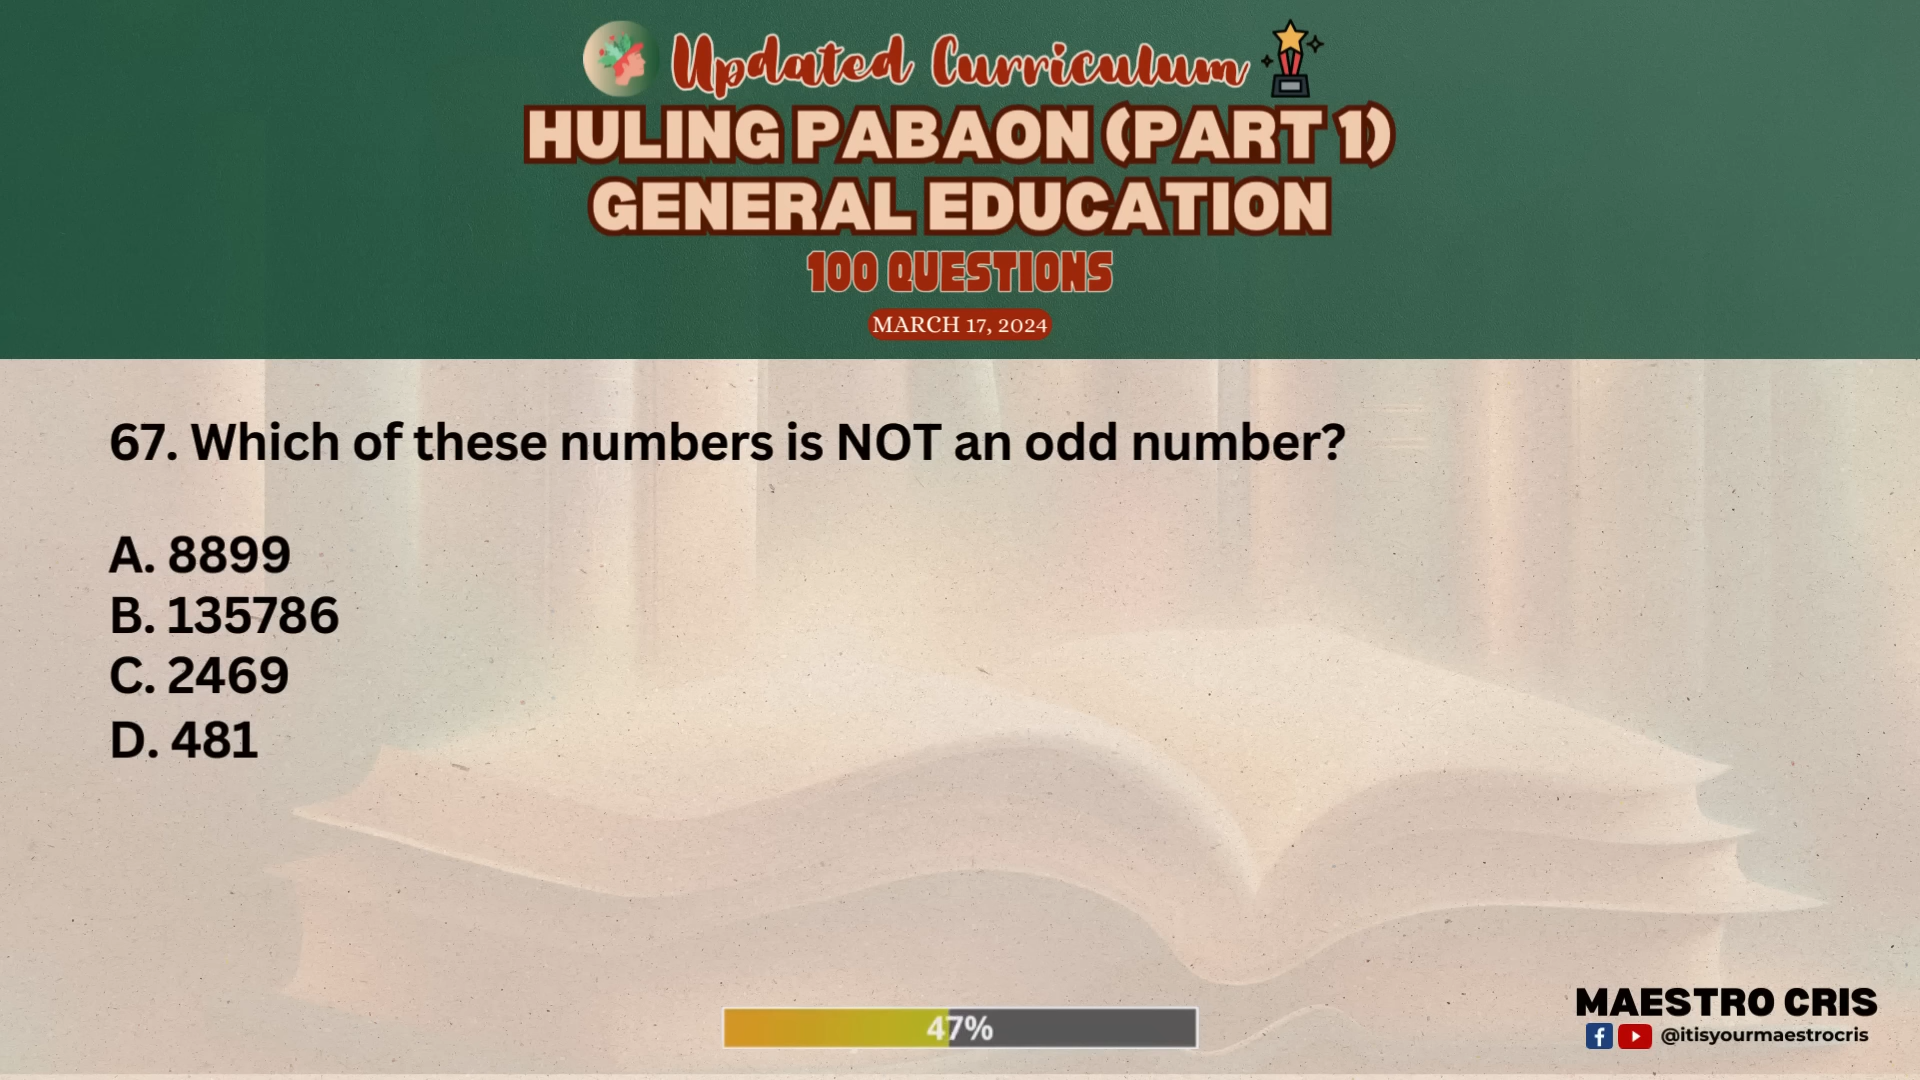 Updated Curriculum
HULING PABAON (PART 1)
GENERAL EDUCATION
100 QUESTIONS
MARCH 17, 2024
67. Which of these numbers is NOT an odd number?
A. 8899
B. 135786
C. 2469
D. 481
47%
MAESTRO CRIS
@itisyourmaestrocris